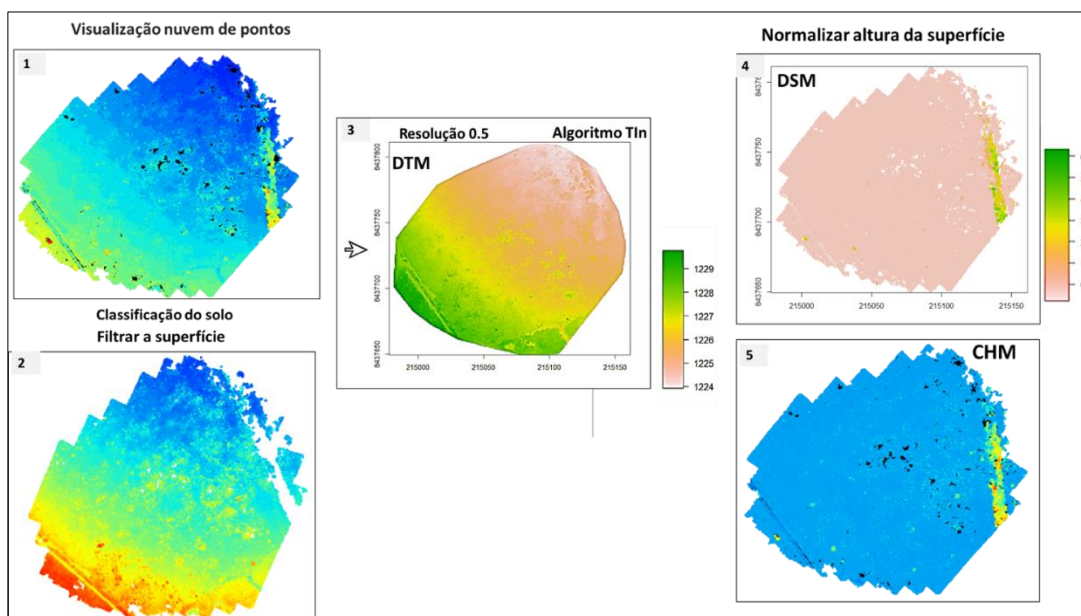 Visualização nuvem de pontos
1
Classificação do solo
Filtrar a superfície
2
3
Resolução 0.5
Algoritmo TIn
DTM
8437800
8437750
8437700
8437650
215000
215050
215100
215150
1229
1228
1227
1226
1225
1224
Normalizar altura da superfície
4
DSM
8437750
8437700
8437650
215000
215050
215100
215150
5
CHM